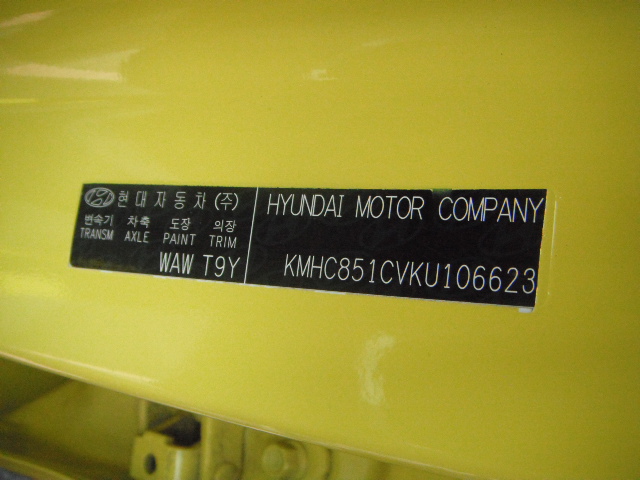 현대자동차(주)
변속기 차축 도장 의장
TRANSM AXLE PAINT TRIM
WAW T9Y
HYUNDAI MOTOR COMPANY
KMHC851CVKU106623